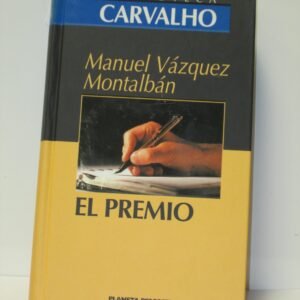 CARVALHO
Manuel Vázquez
Montalbán
EL PREMIO
PLANETA